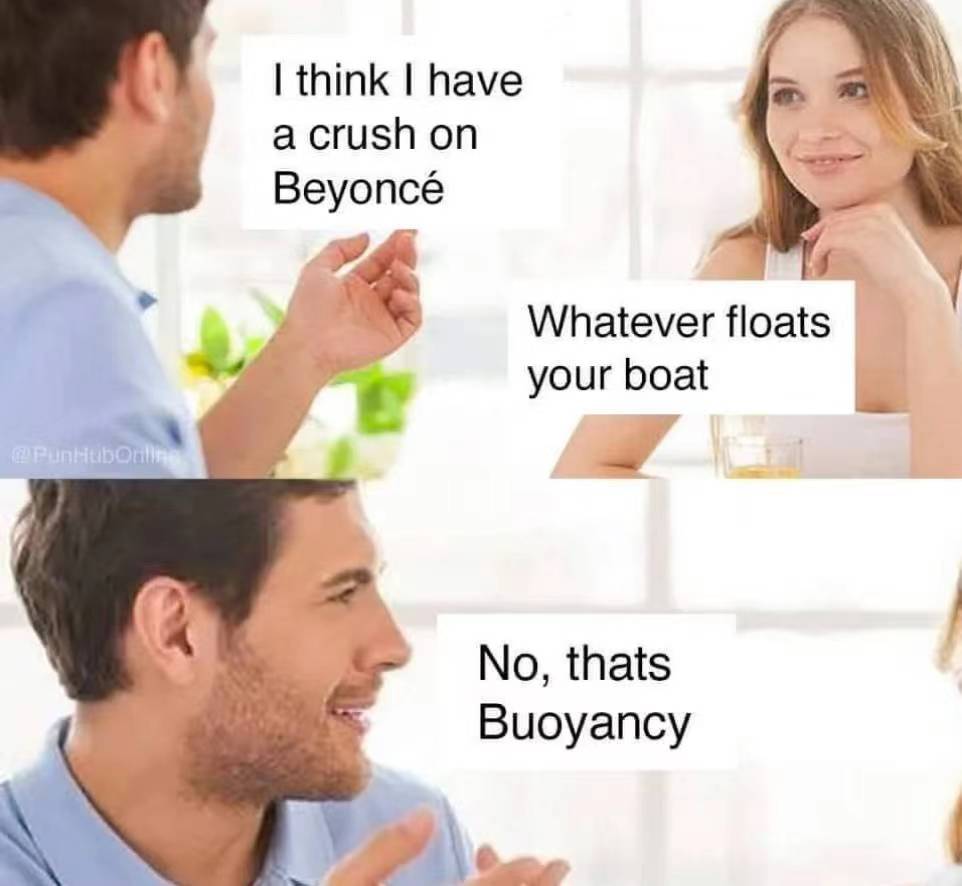 I think I have
a crush on
Beyoncé
Whatever floats
your boat
@PunHubOnline
No, thats
Buoyancy